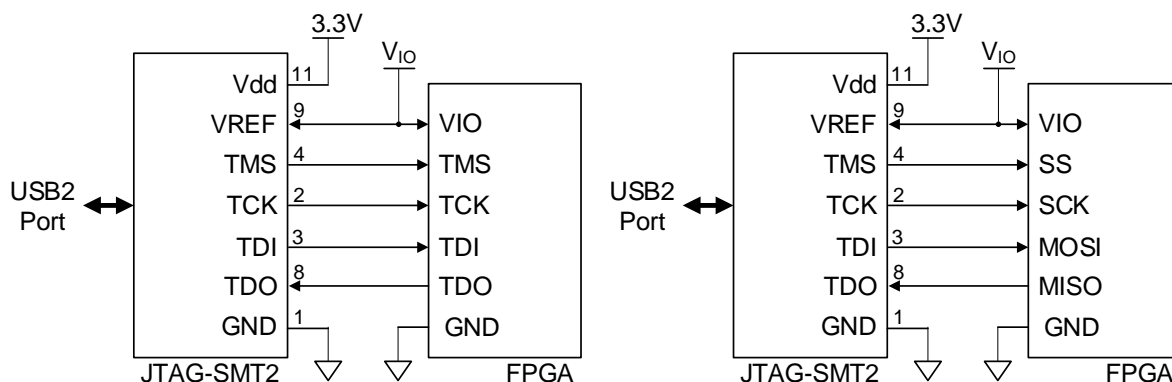 3.3V
VIO
Vdd 11
VREF 9 VIO
TMS 4 TMS
USB2
Port
TCK 2 TCK
TDI 3 TDI
TDO 8 TDO
GND 1 GND
JTAG-SMT2 FPGA
3.3V
VIO
Vdd 11
VREF 9 VIO
TMS 4 SS
USB2
Port
TCK 2 SCK
TDI 3 MOSI
TDO 8 MISO
GND 1 GND
JTAG-SMT2 FPGA